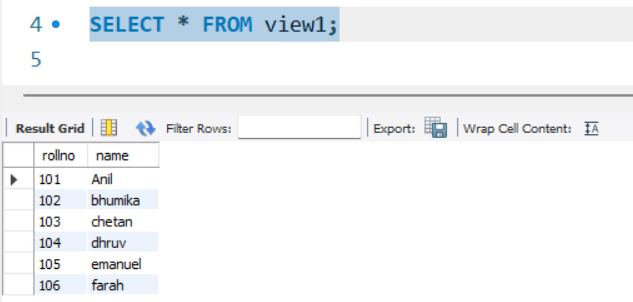 4 SELECT * FROM view1;
5
Result Grid Filter Rows: Export: Wrap Cell Content: IA
rollno name
101 Anil
102 bhumika
103 chetan
104 dhruv
105 emanuel
106 farah